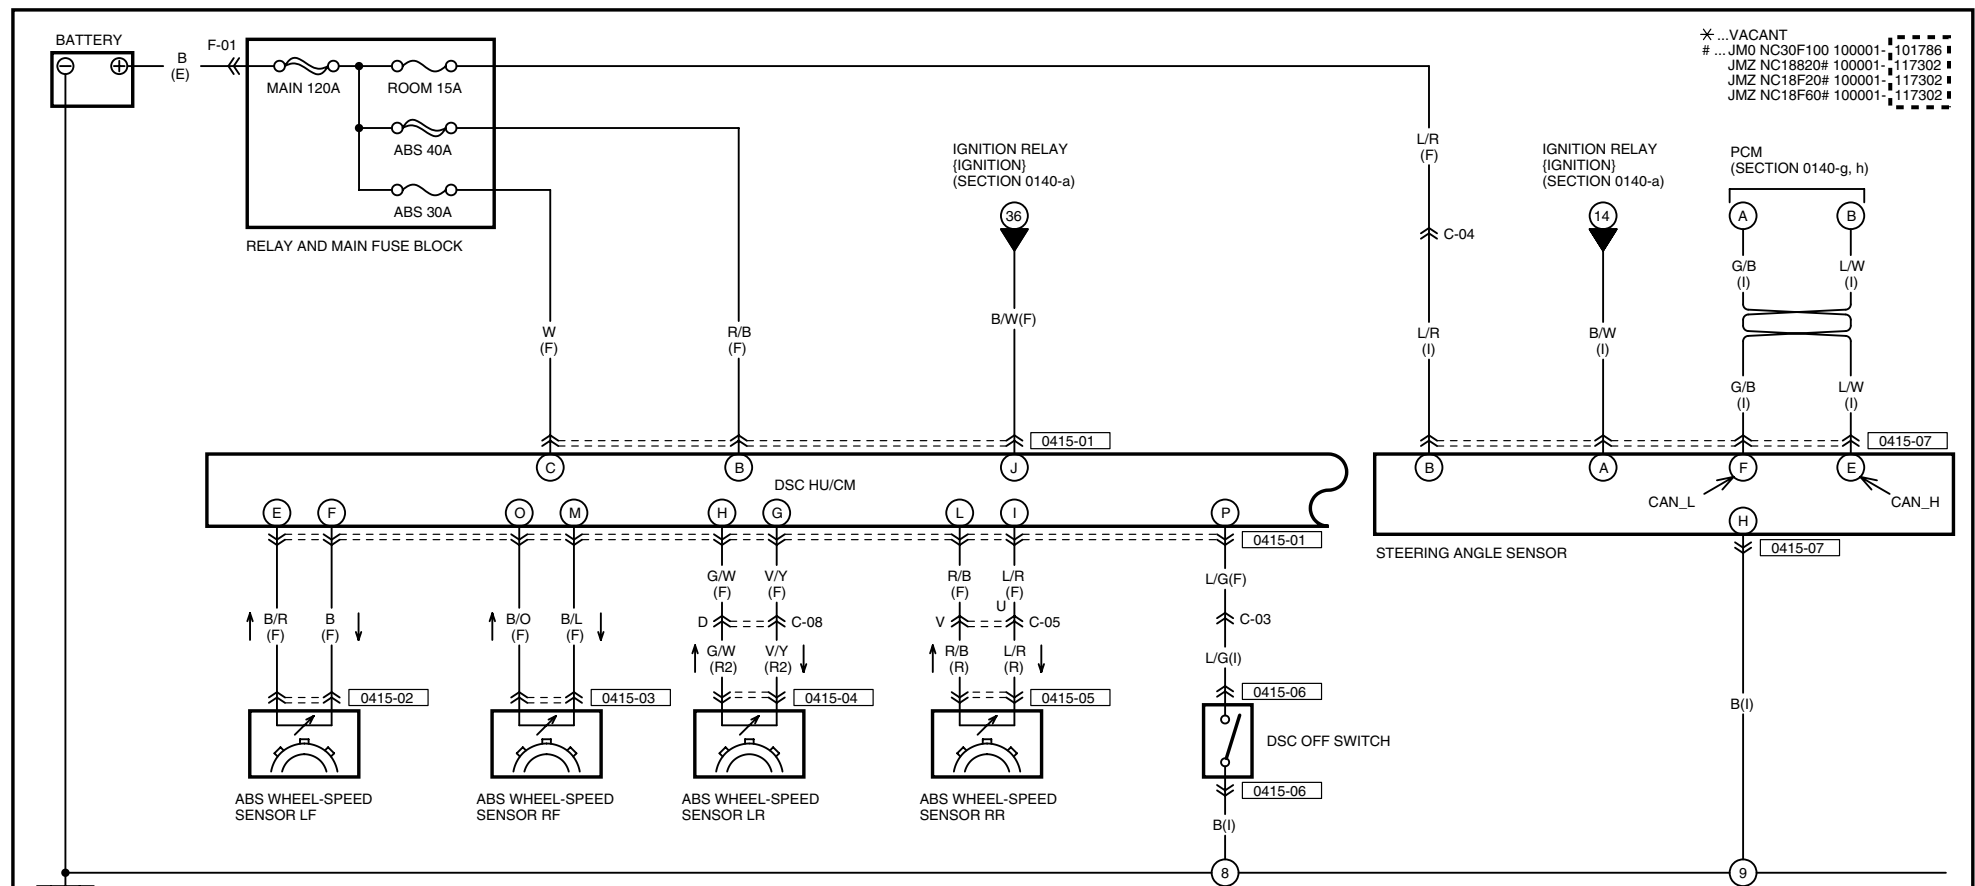 BATTERY
B
(E)
F-01
MAIN 120A
ROOM 15A
ABS 40A
ABS 30A
RELAY AND MAIN FUSE BLOCK
IGNITION RELAY
{IGNITION}
(SECTION 0140-a)
36
B/W(F)
W
(F)
R/B
(F)
✕ ...VACANT
# ...JM0 NC30F100 100001- 101786
JMZ NC18820# 100001- 117302
JMZ NC18F20# 100001- 117302
JMZ NC18F60# 100001- 117302
L/R
(F)
C-04
L/R
(I)
IGNITION RELAY
{IGNITION}
(SECTION 0140-a)
14
B/W
(I)
PCM
(SECTION 0140-g, h)
A B
G/B
(I)
L/W
(I)
G/B
(I)
L/W
(I)
0415-01
0415-07
C B J
DSC HU/CM
E F O M H G L I P
0415-01
B A F E
CAN_L
CAN_H
H
STEERING ANGLE SENSOR
0415-07
B/R
(F)
B
(F)
B/O
(F)
B/L
(F)
G/W
(F)
V/Y
(F)
D
C-08
G/W
(R2)
V/Y
(R2)
R/B
(F)
L/R
(F)
U
V
C-05
R/B
(R)
L/R
(R)
L/G(F)
C-03
L/G(I)
0415-02
0415-03
0415-04
0415-05
0415-06
DSC OFF SWITCH
0415-06
ABS WHEEL-SPEED
SENSOR LF
ABS WHEEL-SPEED
SENSOR RF
ABS WHEEL-SPEED
SENSOR LR
ABS WHEEL-SPEED
SENSOR RR
B(I)
B(I)
8
9